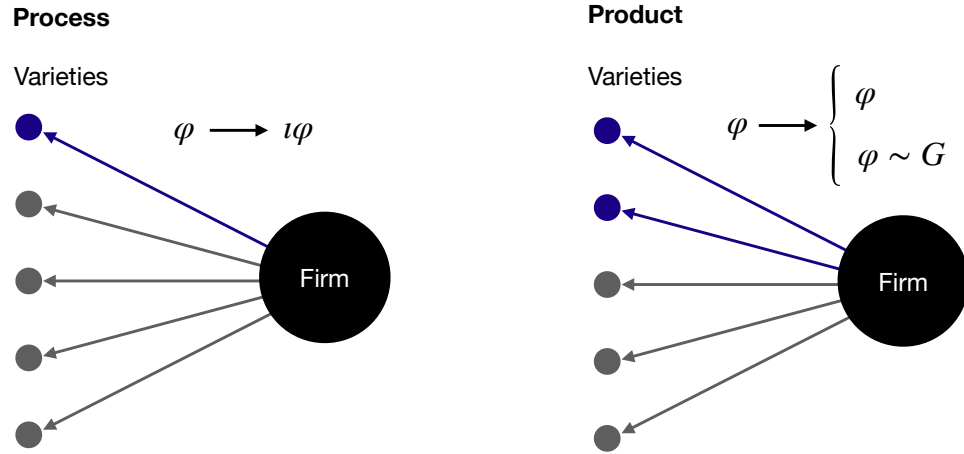 Process
Varieties
φ → ιφ
Firm
Product
Varieties
φ → { φ
φ ~ G
Firm